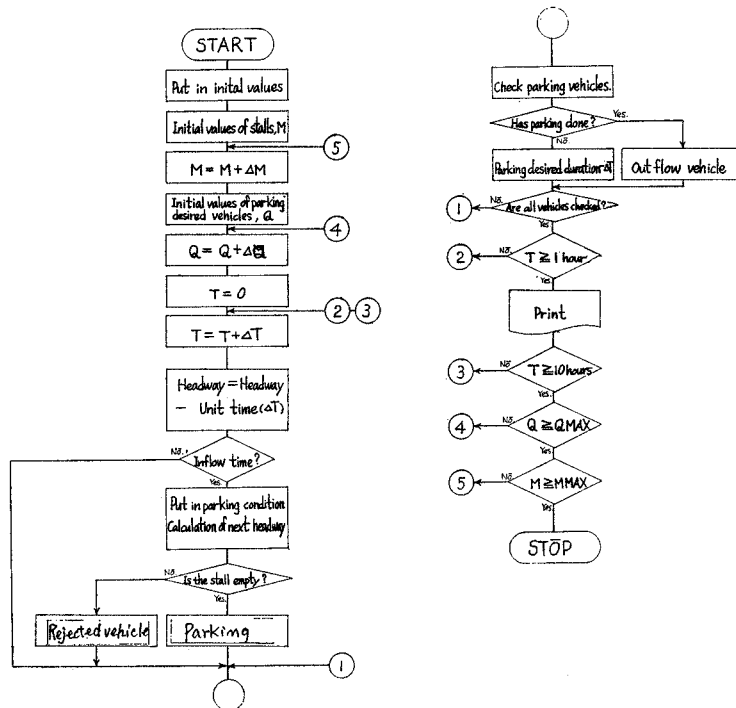 START
Put in inital values
Initial values of stalls, M
5
M = M + ΔM
Initial values of parking
desired vehicles, Q
4
Q = Q + ΔQ
T = 0
2 3
T = T + ΔT
Headway = Headway
- Unit time (ΔT)
No.
Inflow time?
Yes.
Put in parking condition
Calculation of next headway
No.
Is the stall empty?
Yes.
Rejected vehicle
Parking
1
Check parking vehicles.
Has parking done?
Yes.
No.
Parking desired duration-ΔT
Out flow vehicle
1
No.
Are all vehicles checked?
Yes.
2
No.
T ≧ 1 hour
Yes.
Print
3
No.
T ≧ 10 hours
Yes.
4
No.
Q ≧ QMAX
Yes.
5
No.
M ≧ MMAX
Yes.
STOP